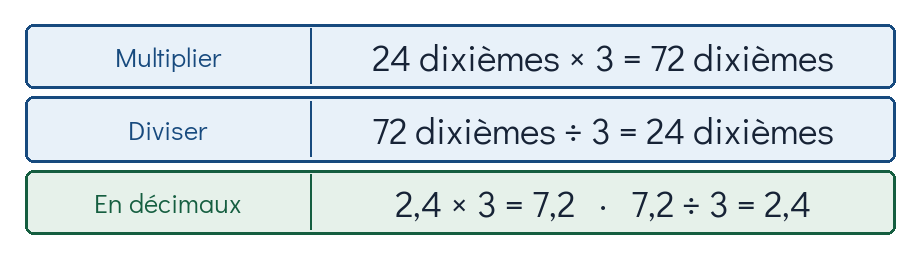 Multiplier 24 dixièmes × 3 = 72 dixièmes
Diviser 72 dixièmes ÷ 3 = 24 dixièmes
En décimaux 2,4 × 3 = 7,2 · 7,2 ÷ 3 = 2,4